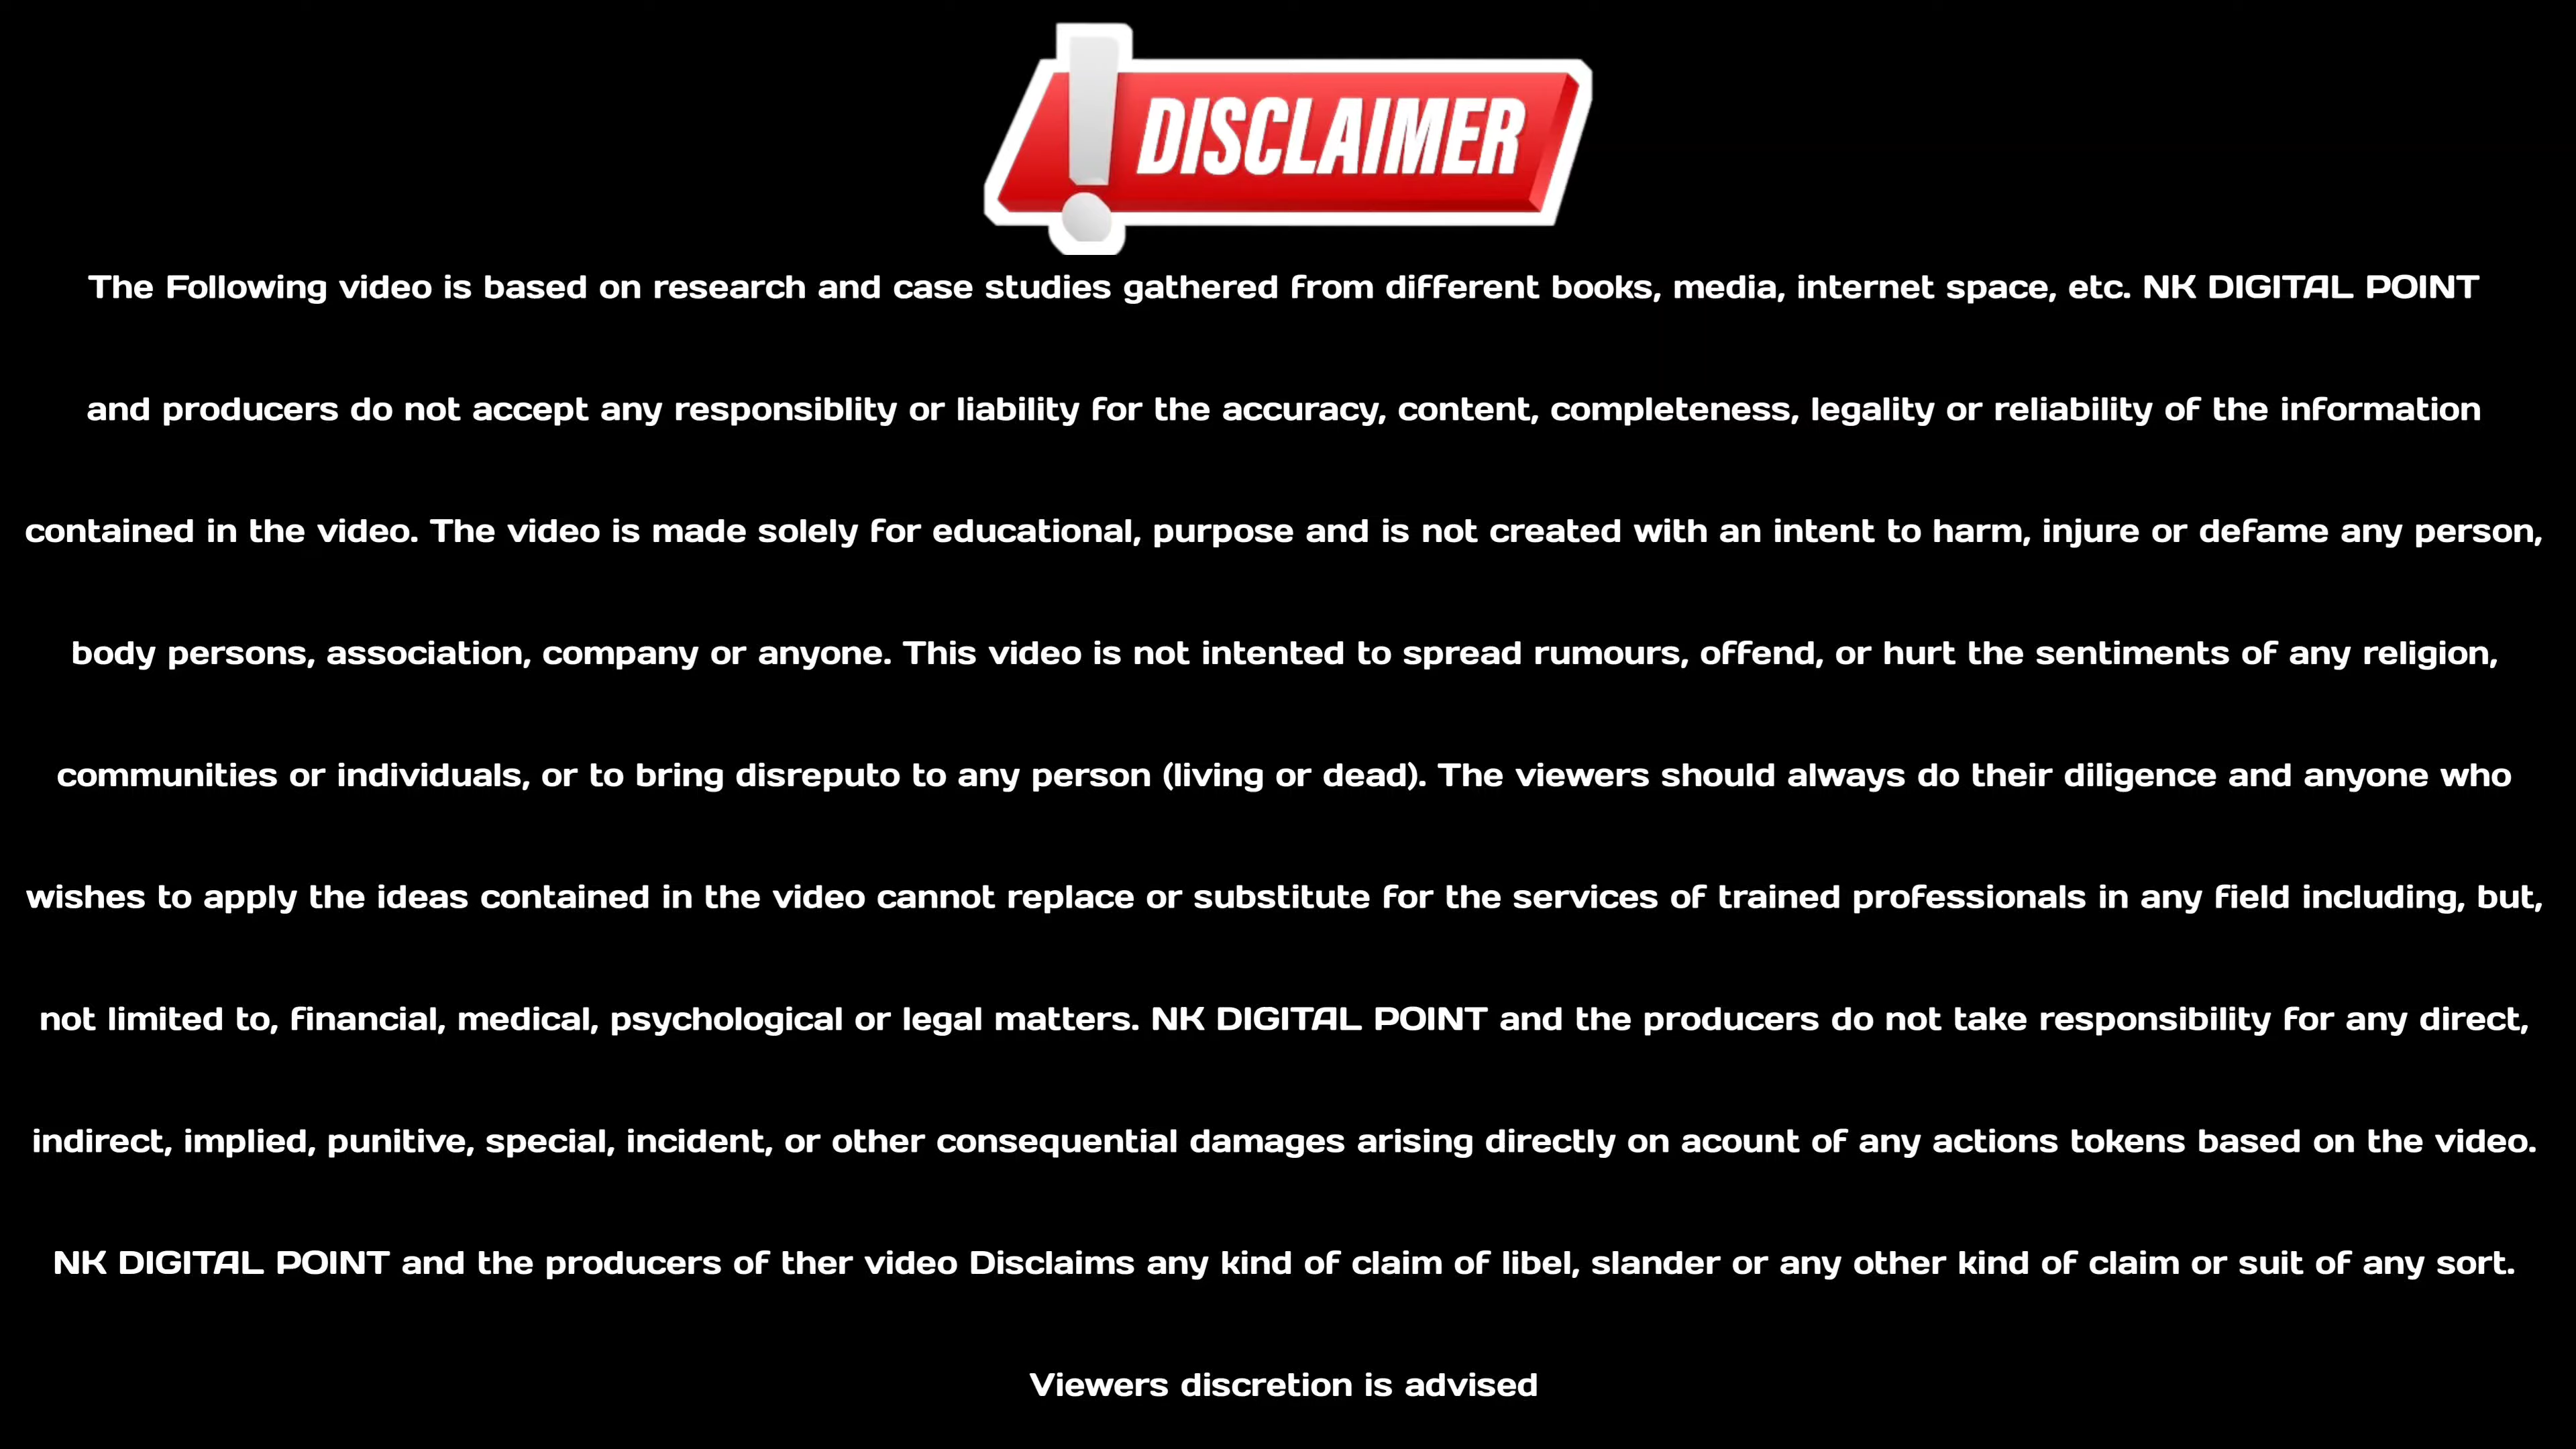 DISCLAIMER
The Following video is based on research and case studies gathered from different books, media, internet space, etc. NK DIGITAL POINT
and producers do not accept any responsiblity or liability for the accuracy, content, completeness, legality or reliability of the information
contained in the video. The video is made solely for educational, purpose and is not created with an intent to harm, injure or defame any person,
body persons, association, company or anyone. This video is not intented to spread rumours, offend, or hurt the sentiments of any religion,
communities or individuals, or to bring disreputo to any person (living or dead). The viewers should always do their diligence and anyone who
wishes to apply the ideas contained in the video cannot replace or substitute for the services of trained professionals in any field including, but,
not limited to, financial, medical, psychological or legal matters. NK DIGITAL POINT and the producers do not take responsibility for any direct,
indirect, implied, punitive, special, incident, or other consequential damages arising directly on acount of any actions tokens based on the video.
NK DIGITAL POINT and the producers of ther video Disclaims any kind of claim of libel, slander or any other kind of claim or suit of any sort.
Viewers discretion is advised